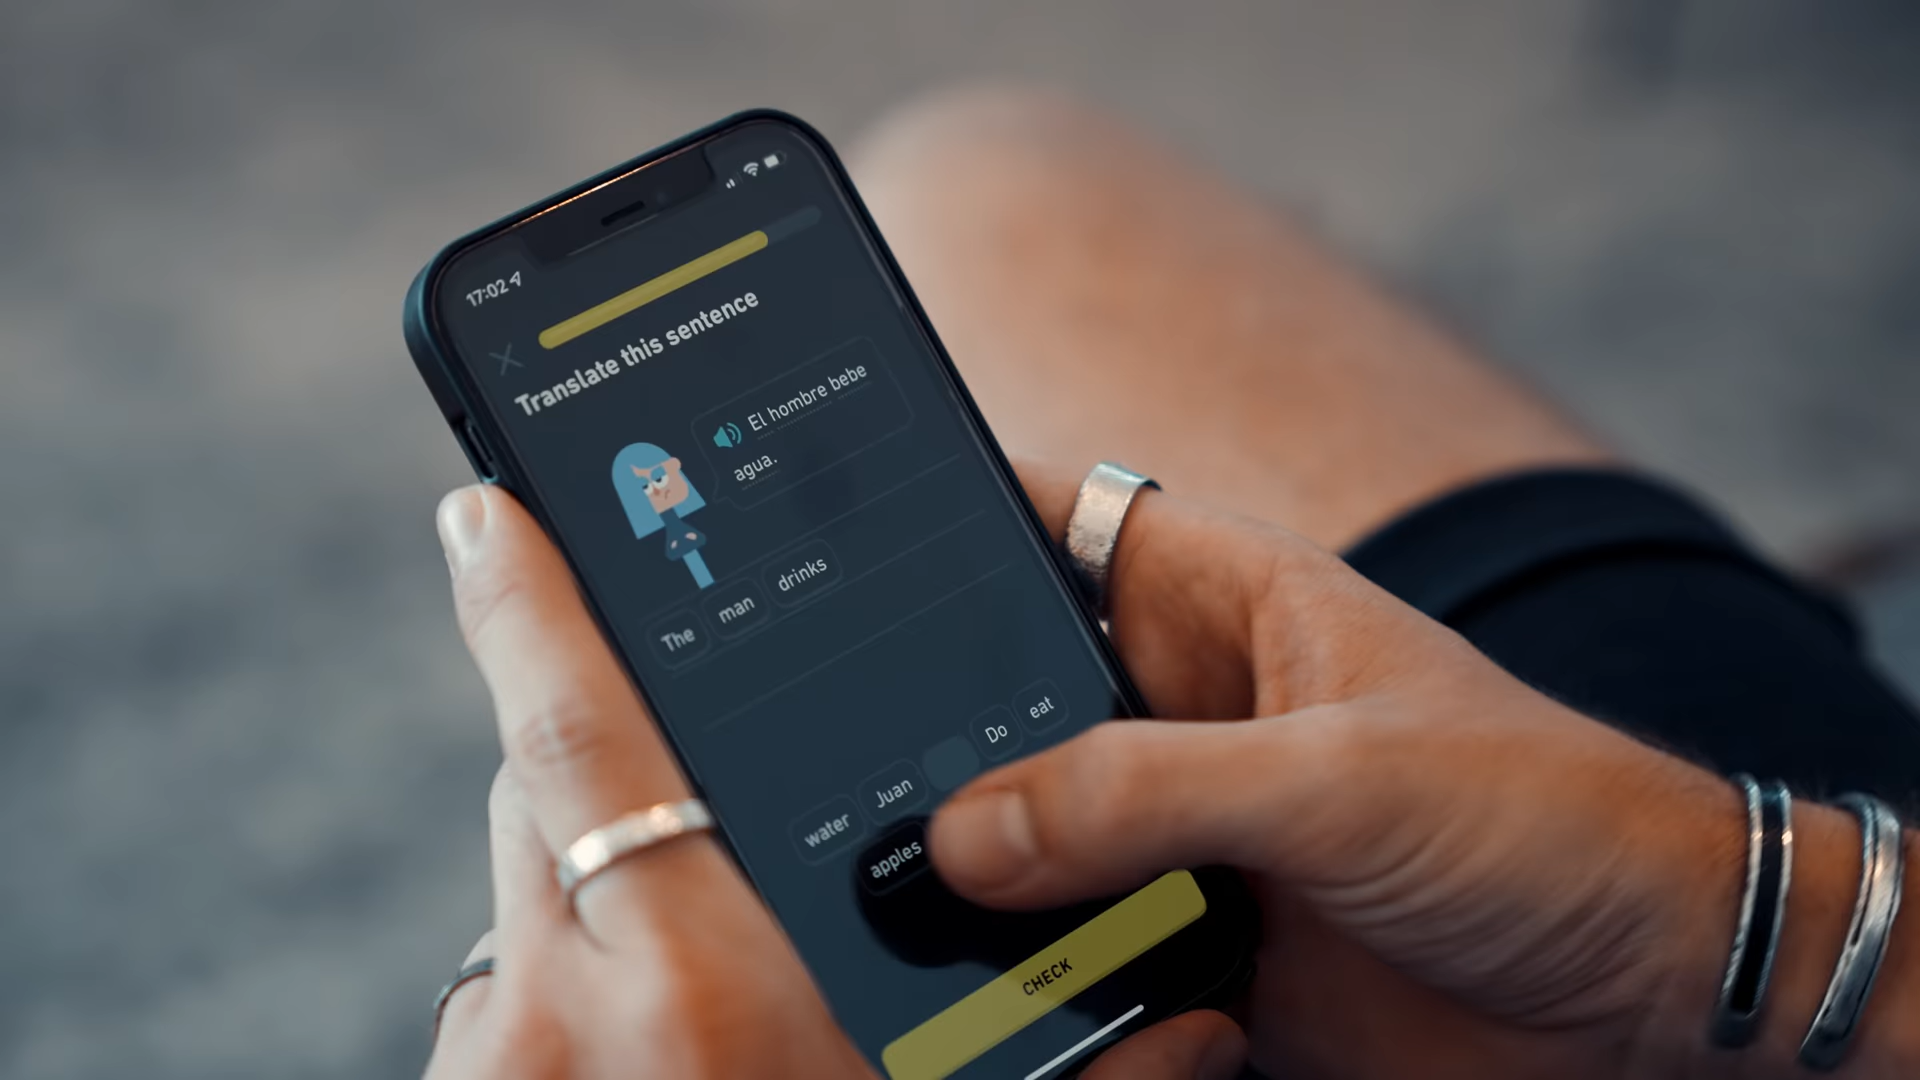 17:02
Translate this sentence
El hombre bebe
agua.
The man drinks
water Juan Do eat
apples
CHECK